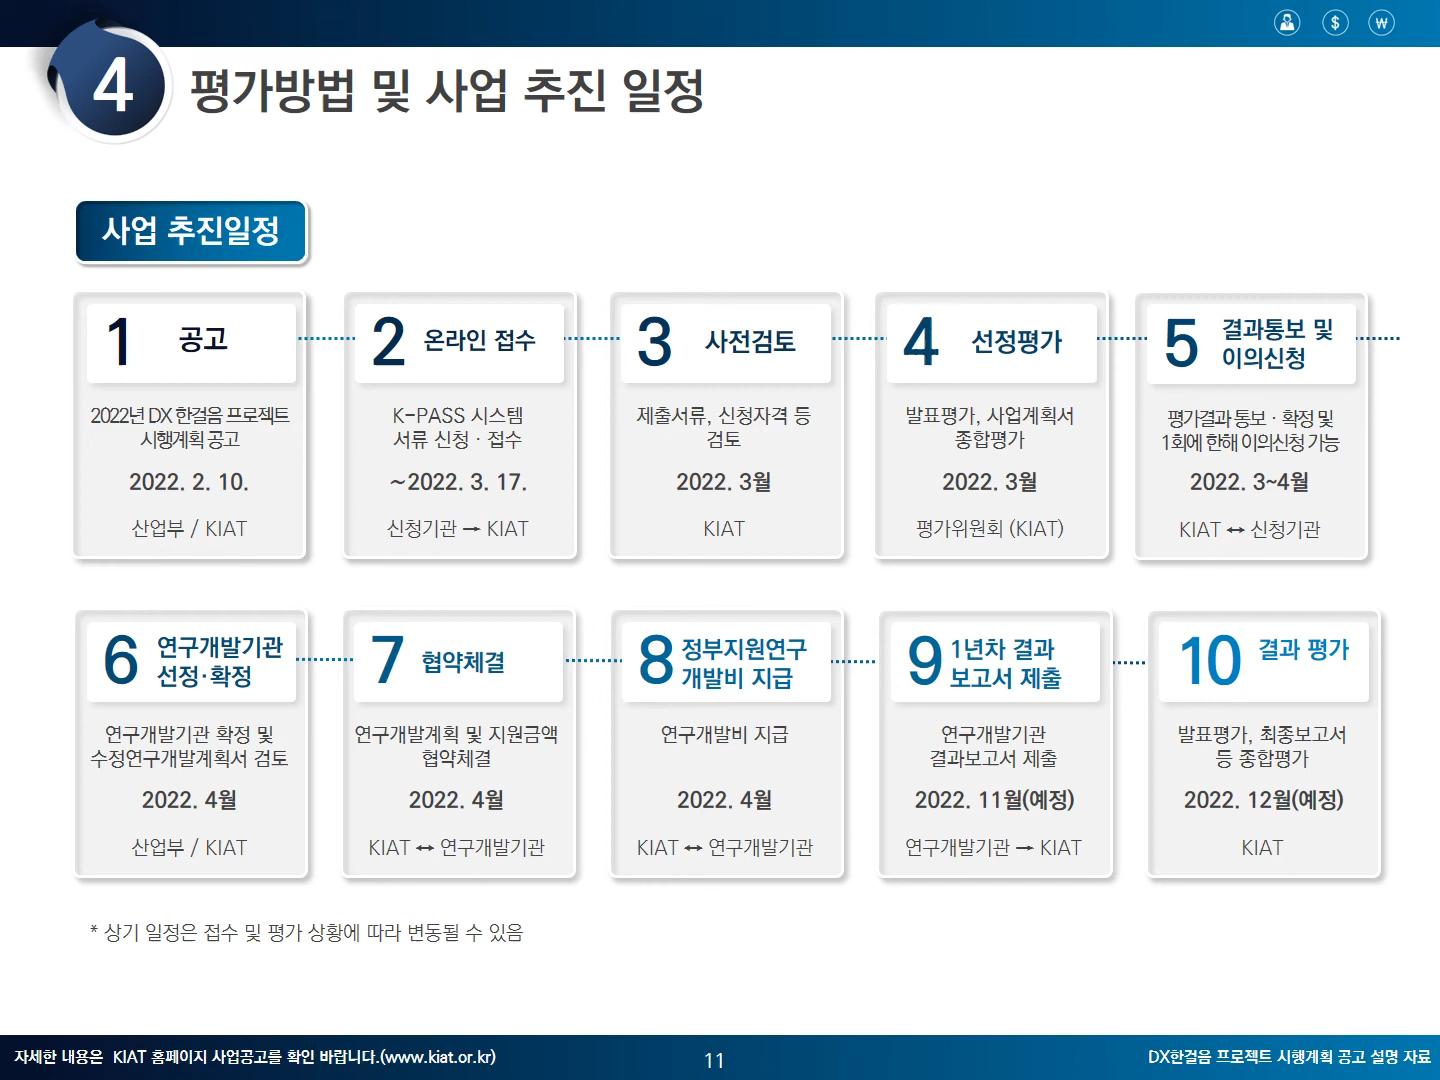 4
평가방법 및 사업 추진 일정
사업 추진일정
1
공고
2022년 DX 한걸음 프로젝트
시행계획 공고
2022. 2. 10.
산업부 / KIAT
2
온라인 접수
K-PASS 시스템
서류 신청 · 접수
~2022. 3. 17.
신청기관 → KIAT
3
사전검토
제출서류, 신청자격 등
검토
2022. 3월
KIAT
4
선정평가
발표평가, 사업계획서
종합평가
2022. 3월
평가위원회 (KIAT)
5
결과통보 및
이의신청
평가결과 통보 · 확정 및
1회에 한해 이의신청 가능
2022. 3~4월
KIAT ↔ 신청기관
6
연구개발기관
선정·확정
연구개발기관 확정 및
수정연구개발계획서 검토
2022. 4월
산업부 / KIAT
7
협약체결
연구개발계획 및 지원금액
협약체결
2022. 4월
KIAT ↔ 연구개발기관
8
정부지원연구
개발비 지급
연구개발비 지급
2022. 4월
KIAT ↔ 연구개발기관
9
1년차 결과
보고서 제출
연구개발기관
결과보고서 제출
2022. 11월(예정)
연구개발기관 → KIAT
10
결과 평가
발표평가, 최종보고서
등 종합평가
2022. 12월(예정)
KIAT
* 상기 일정은 접수 및 평가 상황에 따라 변동될 수 있음
자세한 내용은 KIAT 홈페이지 사업공고를 확인 바랍니다.(www.kiat.or.kr)
11
DX한걸음 프로젝트 시행계획 공고 설명 자료